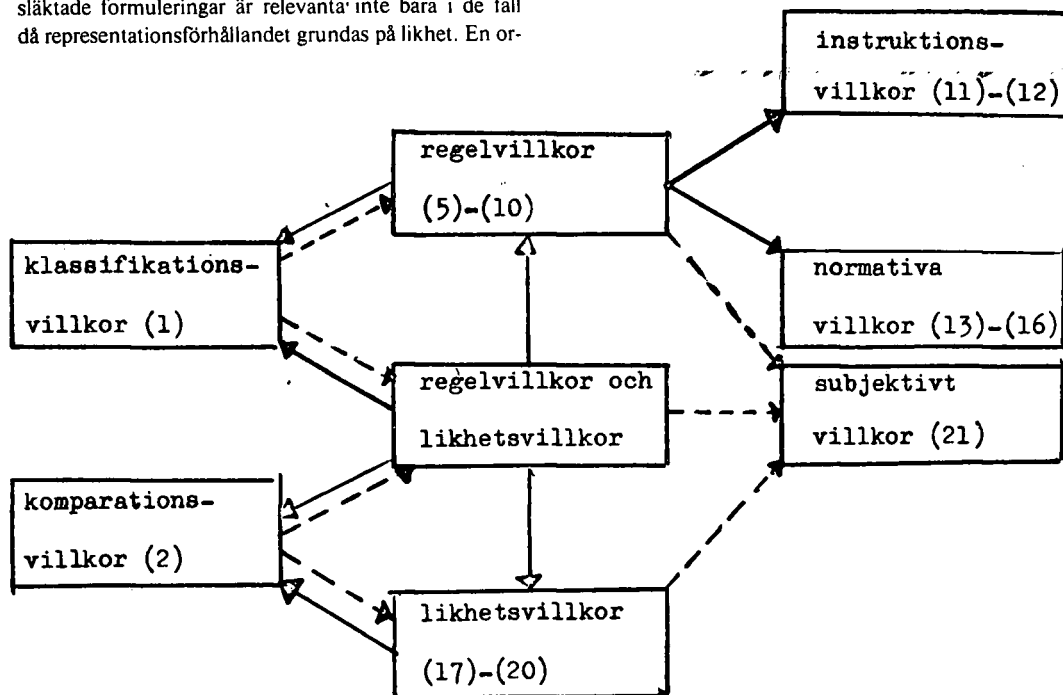 släktade formuleringar är relevanta inte bara i de fall
då representationsförhållandet grundas på likhet. En or-
instruktions-
villkor (11)-(12)
regelvillkor
(5)-(10)
klassifikations-
villkor (1)
normativa
villkor (13)-(16)
regelvillkor och
likhetsvillkor
subjektivt
villkor (21)
komparations-
villkor (2)
likhetsvillkor
(17)-(20)